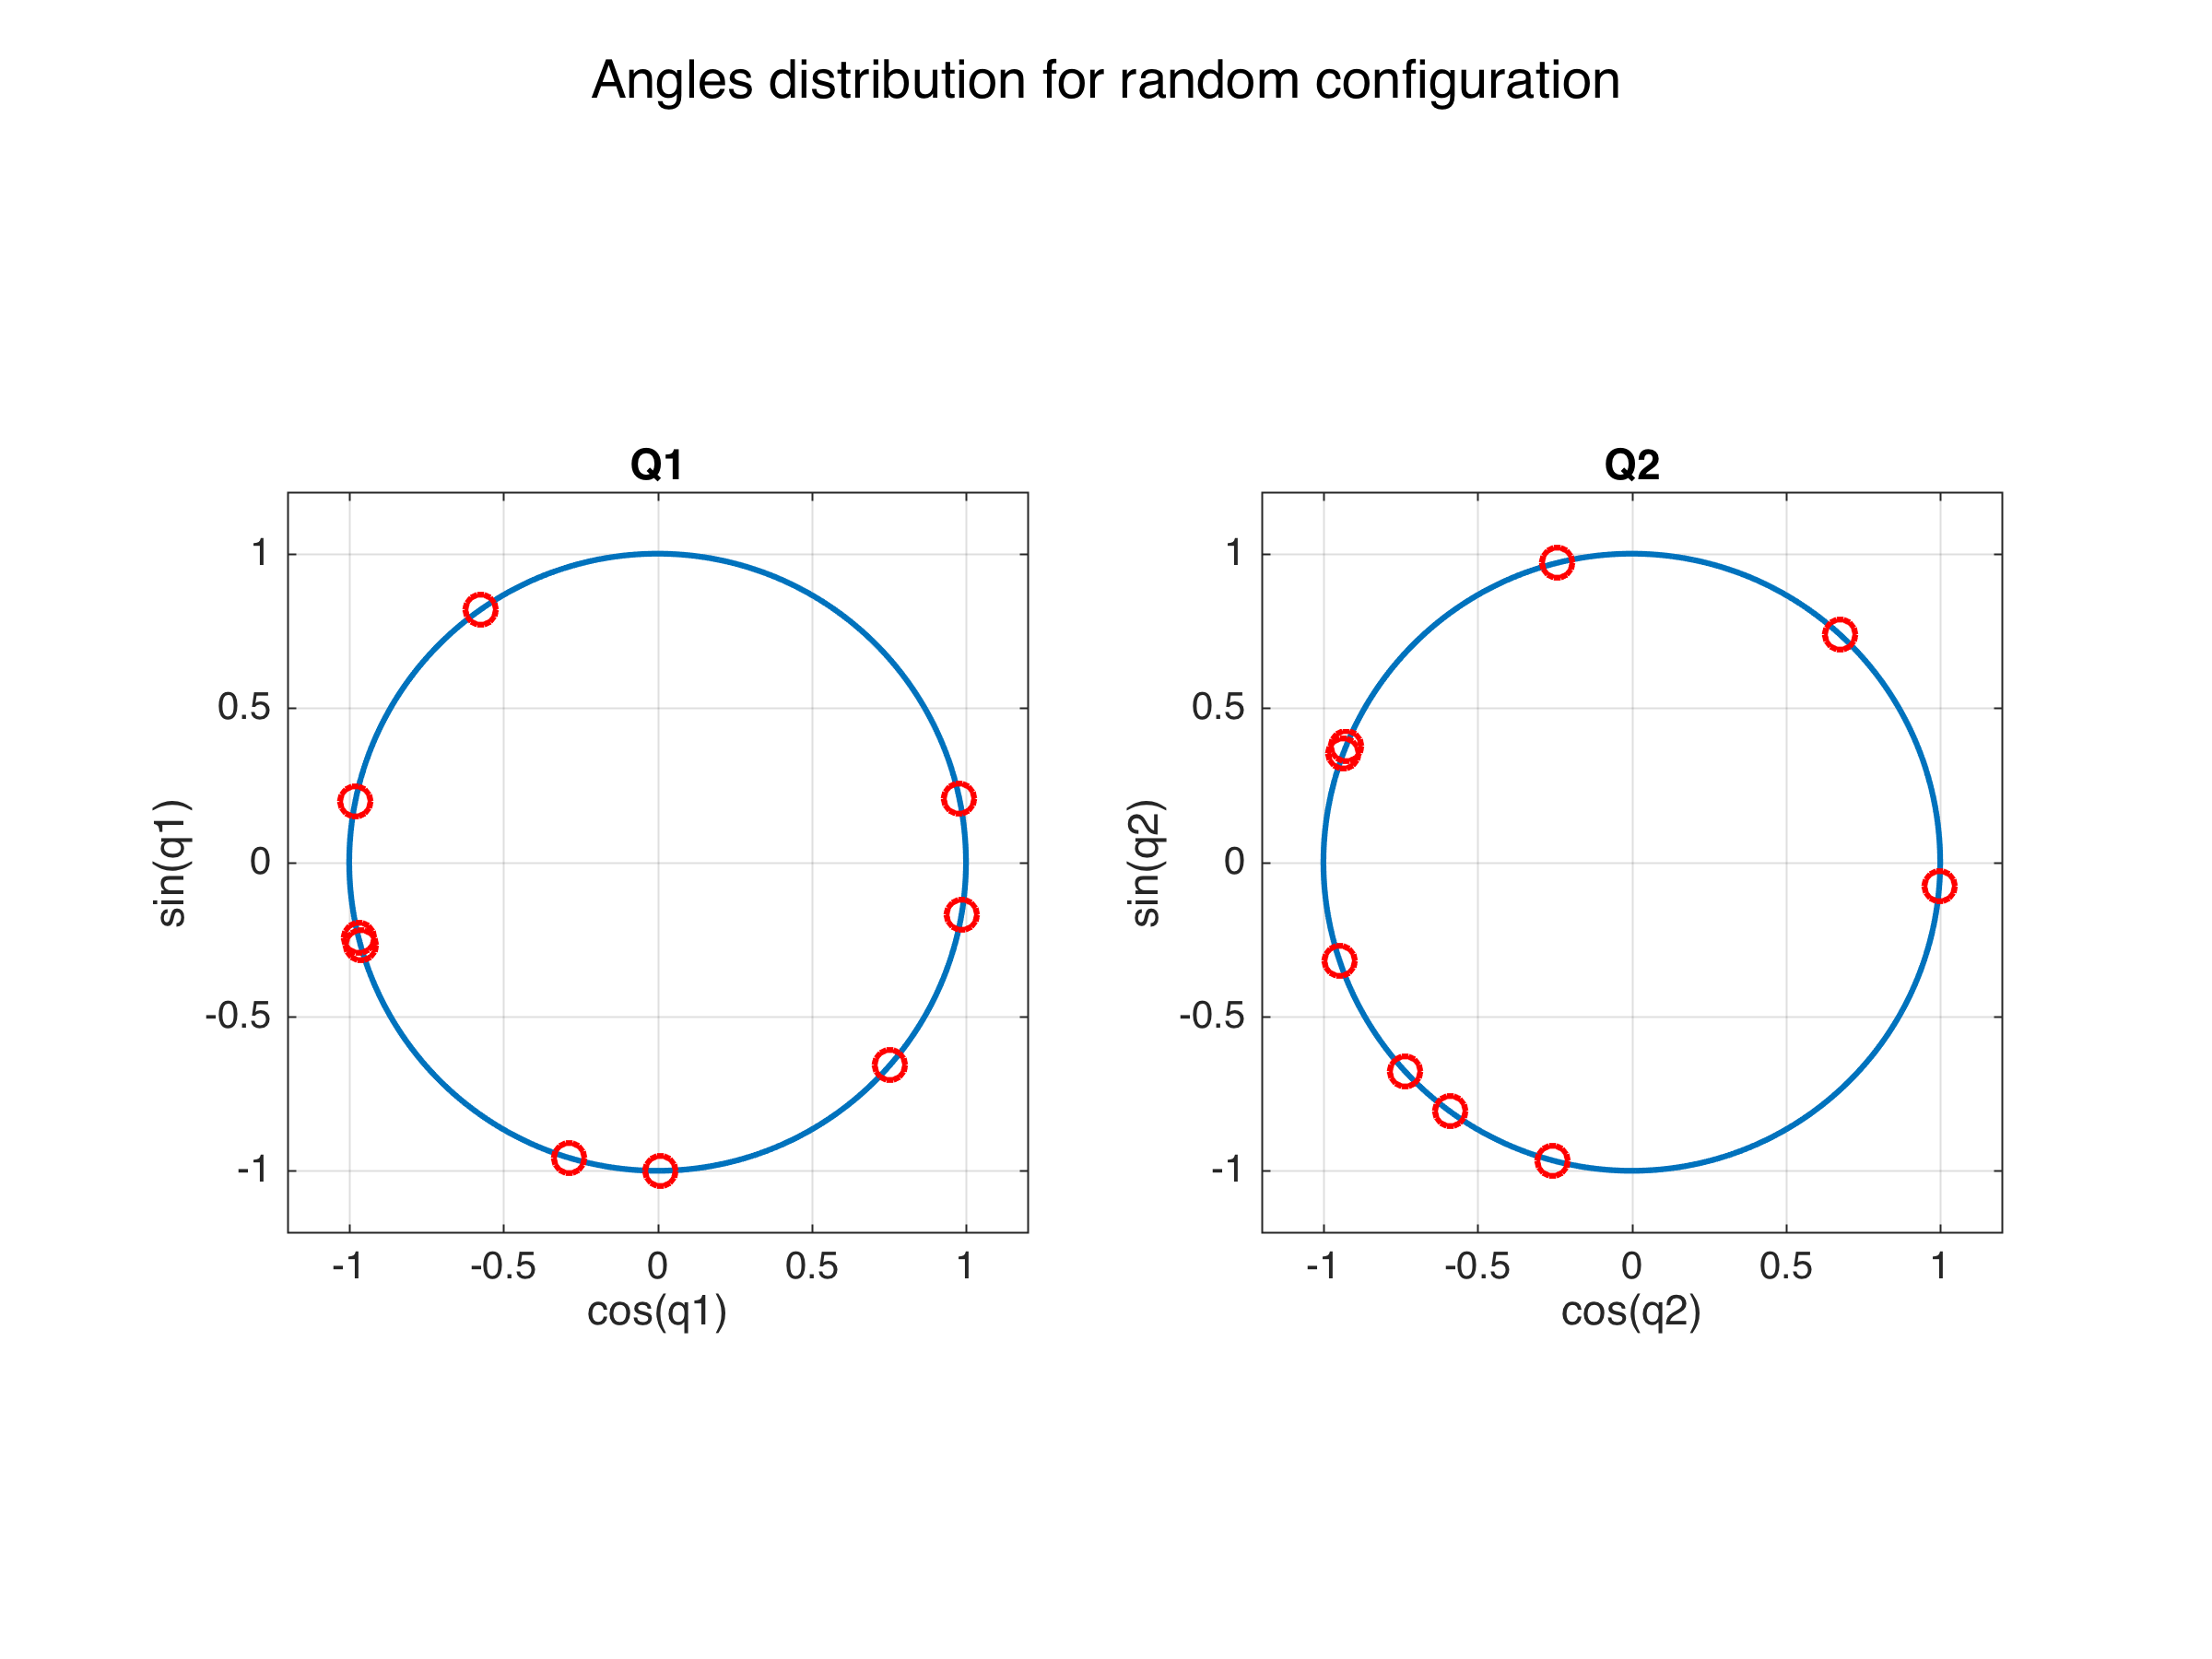 Angles distribution for random configuration
Q1
1
0.5
0
-0.5
-1
sin(q1)
-1 -0.5 0 0.5 1
cos(q1)
Q2
1
0.5
0
-0.5
-1
sin(q2)
-1 -0.5 0 0.5 1
cos(q2)